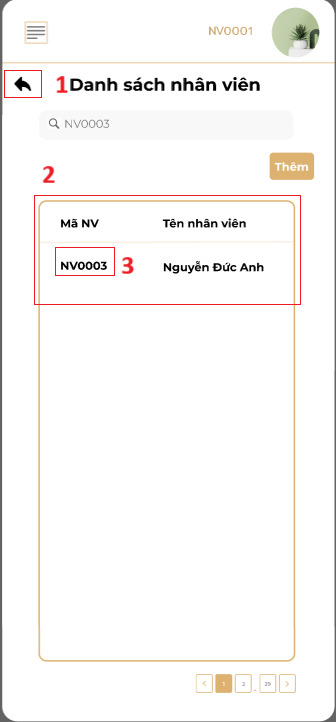 NV0001
1 Danh sách nhân viên
NV0003
Thêm
2
Mã NV Tên nhân viên
NV0003 3 Nguyễn Đức Anh
< 1 2 . 29 >